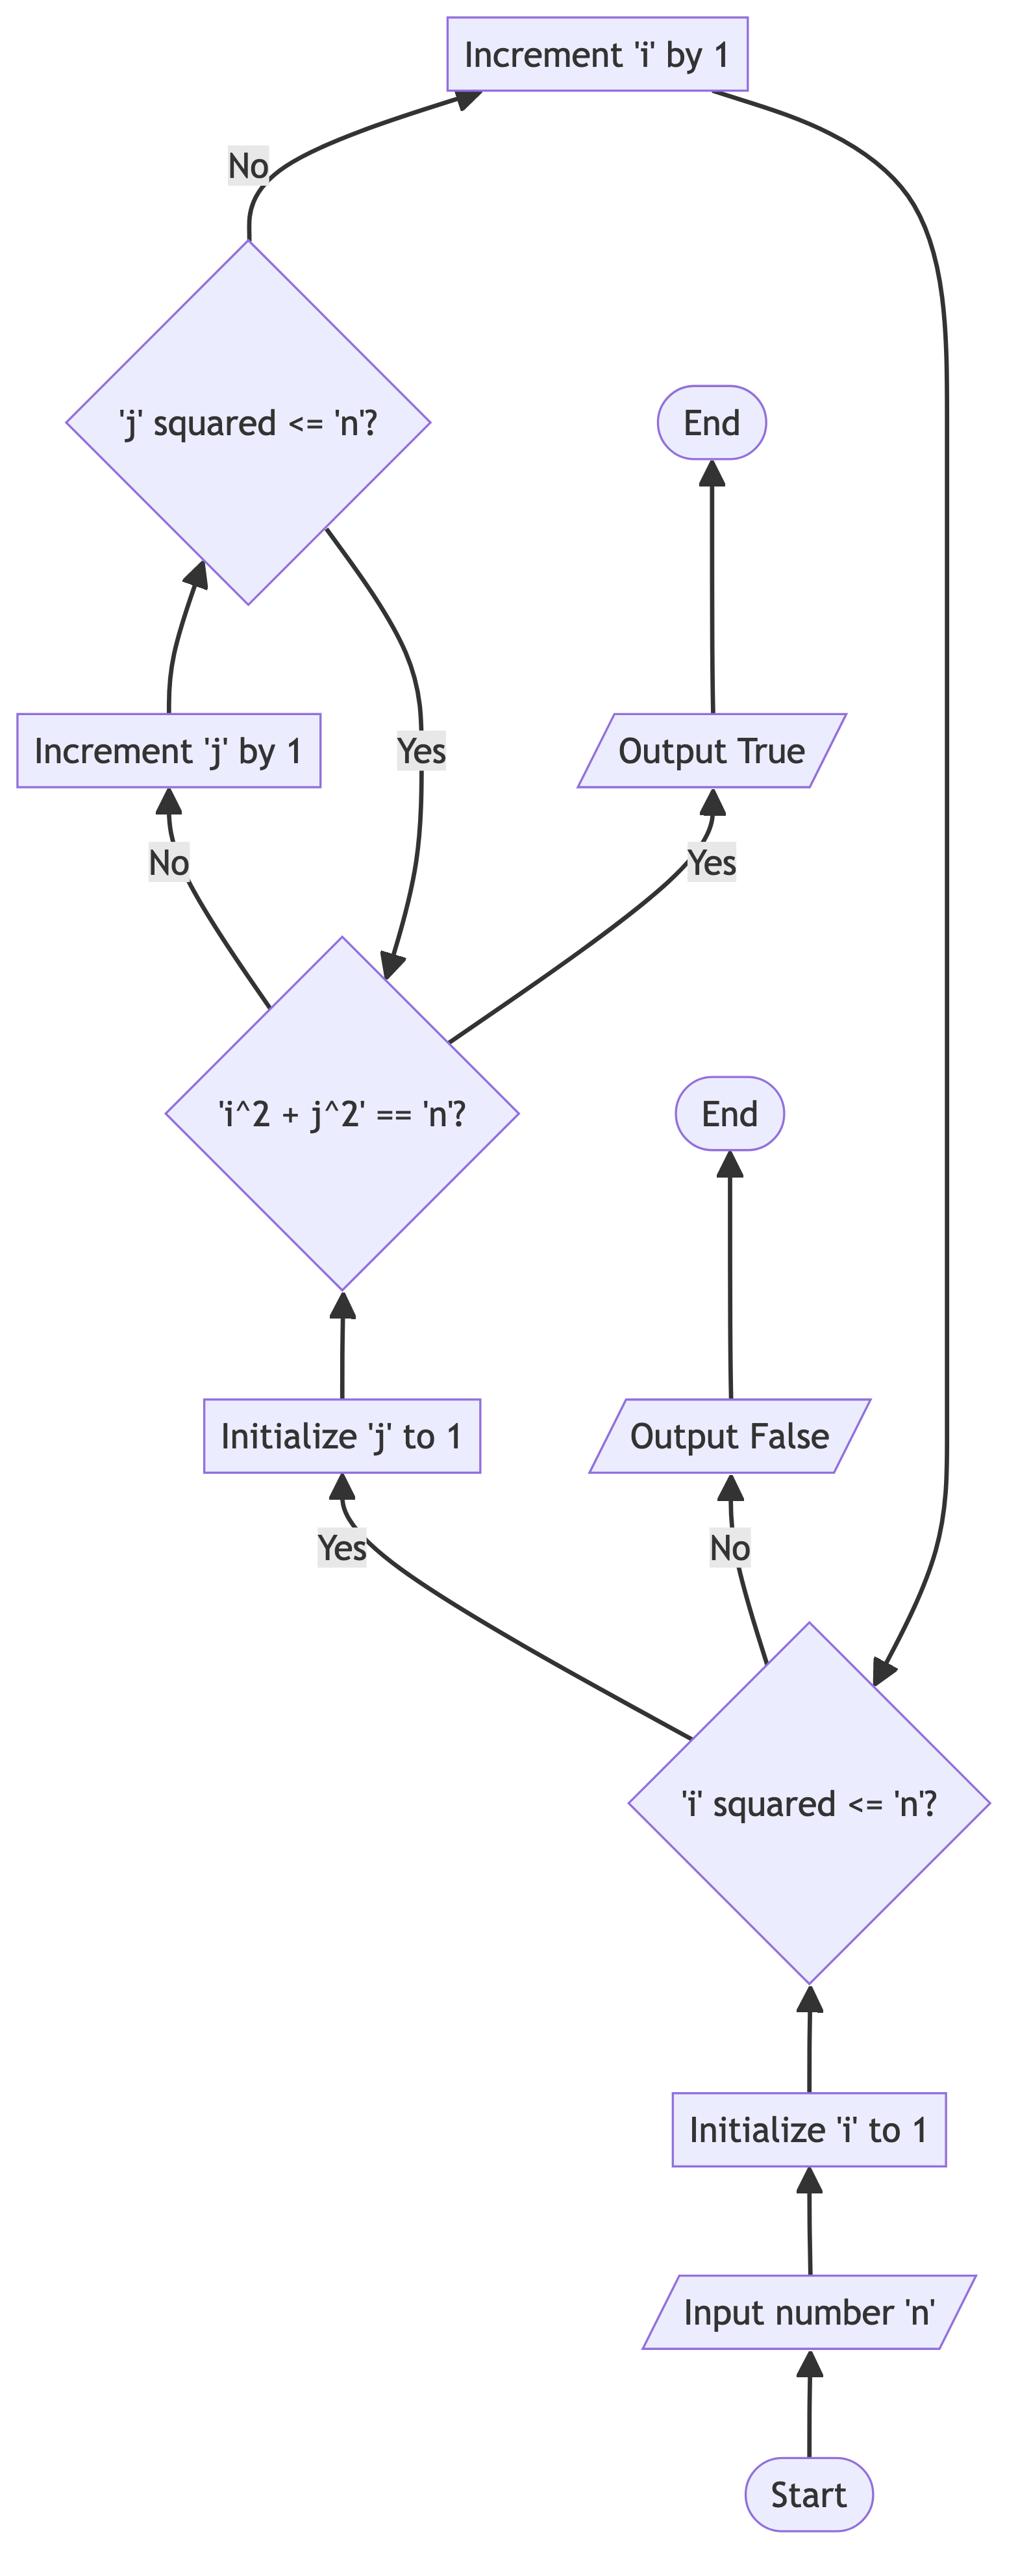 Increment 'i' by 1
No
'j' squared <= 'n'?
End
Increment 'j' by 1
Yes
Output True
No
Yes
'i^2 + j^2' == 'n'?
End
Initialize 'j' to 1
Output False
Yes
No
'i' squared <= 'n'?
Initialize 'i' to 1
Input number 'n'
Start